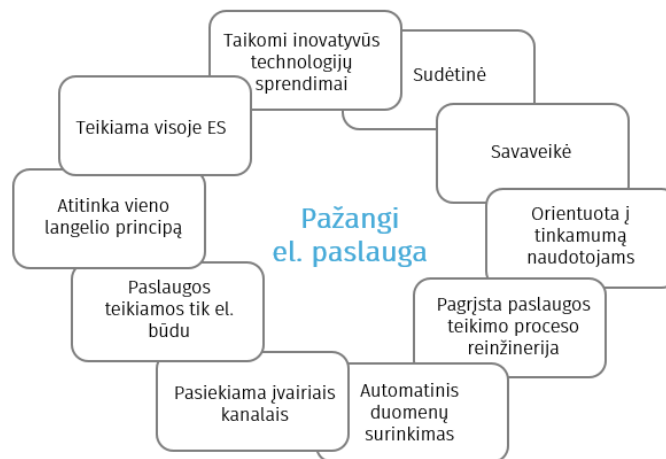 Taikomi inovatyvūs
technologijų
sprendimai
Sudėtinė
Savaveikė
Orientuota į
tinkamumą
naudotojams
Pagrįsta paslaugos
teikimo proceso
reinžinerija
Automatinis
duomenų
surinkimas
Pasiekiama įvairiais
kanalais
Paslaugos
teikiamos tik el.
būdu
Atitinka vieno
langelio principą
Teikiama visoje ES
Pažangi
el. paslauga